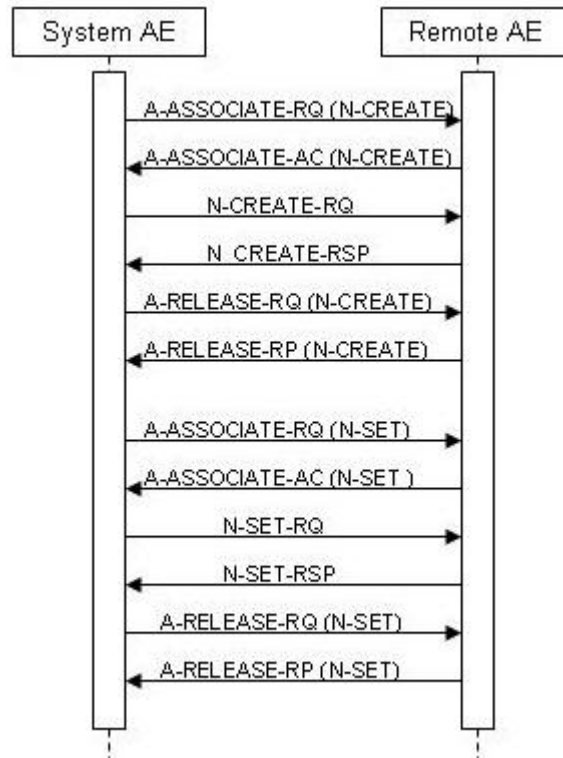 System AE
Remote AE
A-ASSOCIATE-RQ (N-CREATE)
A-ASSOCIATE-AC (N-CREATE)
N-CREATE-RQ
N CREATE-RSP
A-RELEASE-RQ (N-CREATE)
A-RELEASE-RP (N-CREATE)
A-ASSOCIATE-RQ (N-SET)
A-ASSOCIATE-AC (N-SET )
N-SET-RQ
N-SET-RSP
A-RELEASE-RQ (N-SET)
A-RELEASE-RP (N-SET)